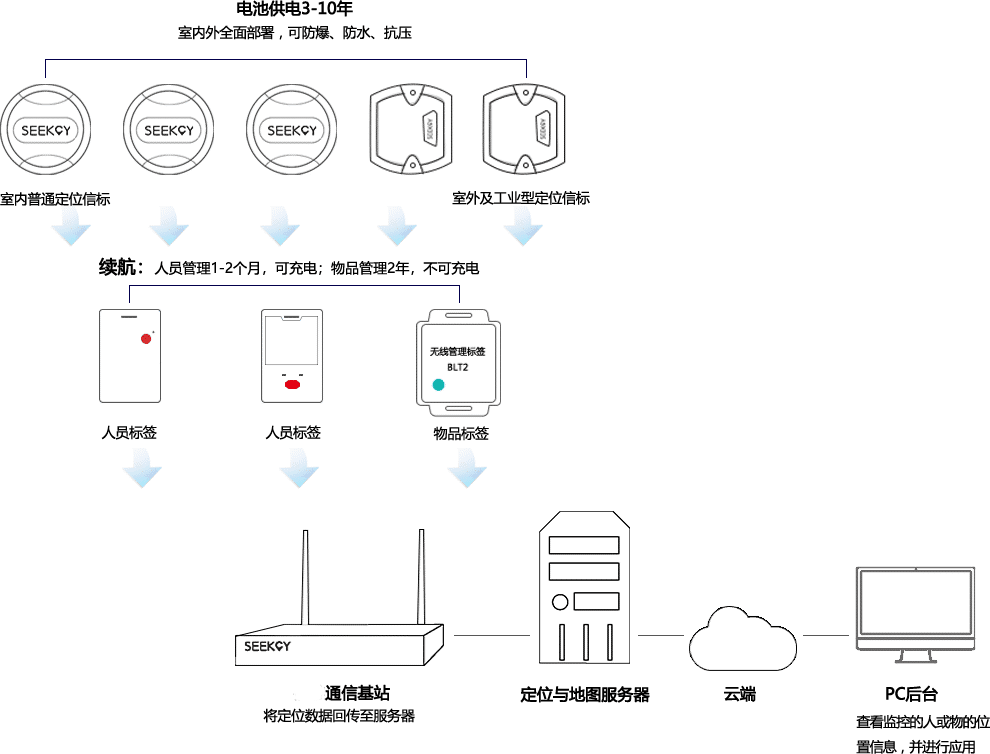 电池供电3-10年
室内外全面部署，可防爆、防水、抗压
SEEKCY SEEKCY SEEKCY SEEKCY SEEKCY
室内普通定位信标 室外及工业型定位信标
续航：人员管理1-2个月，可充电；物品管理2年，不可充电
无线管理标签
BLT2
人员标签 人员标签 物品标签
SEEKCY
通信基站 定位与地图服务器 云端 PC后台
将定位数据回传至服务器
查看监控的人或物的位
置信息，并进行应用